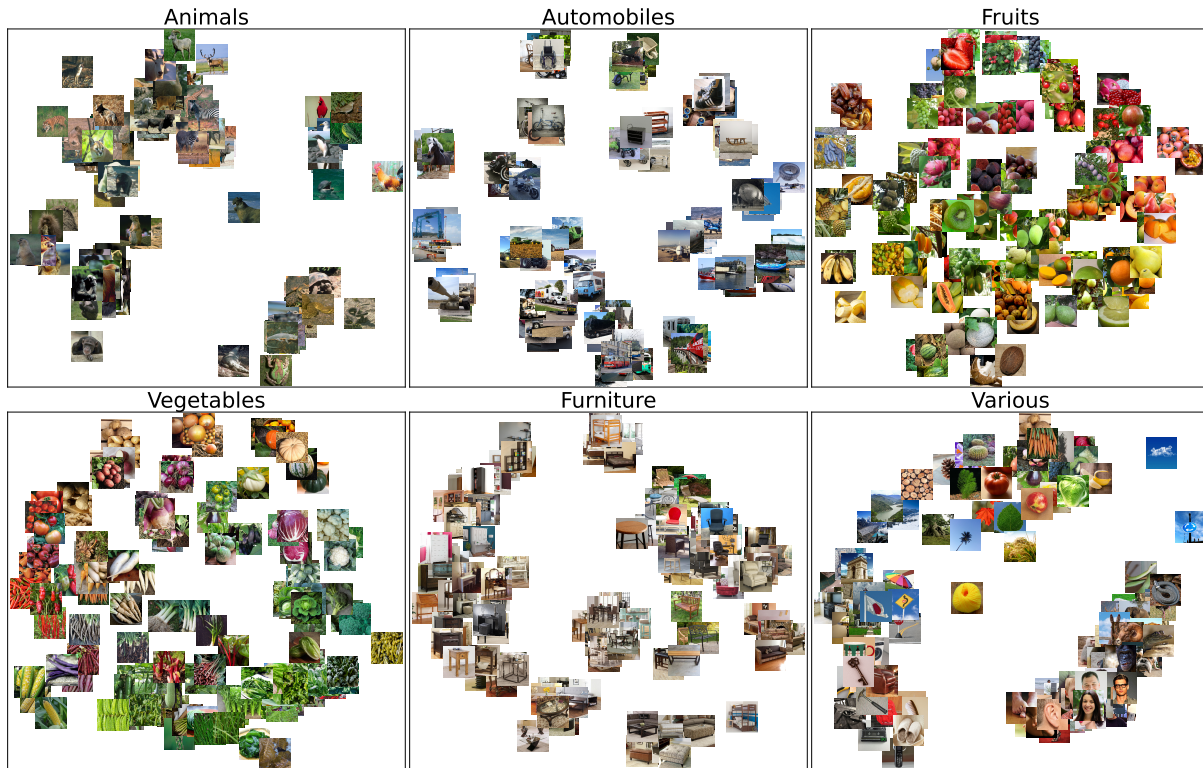 Animals
Automobiles
Fruits
Vegetables
Furniture
Various